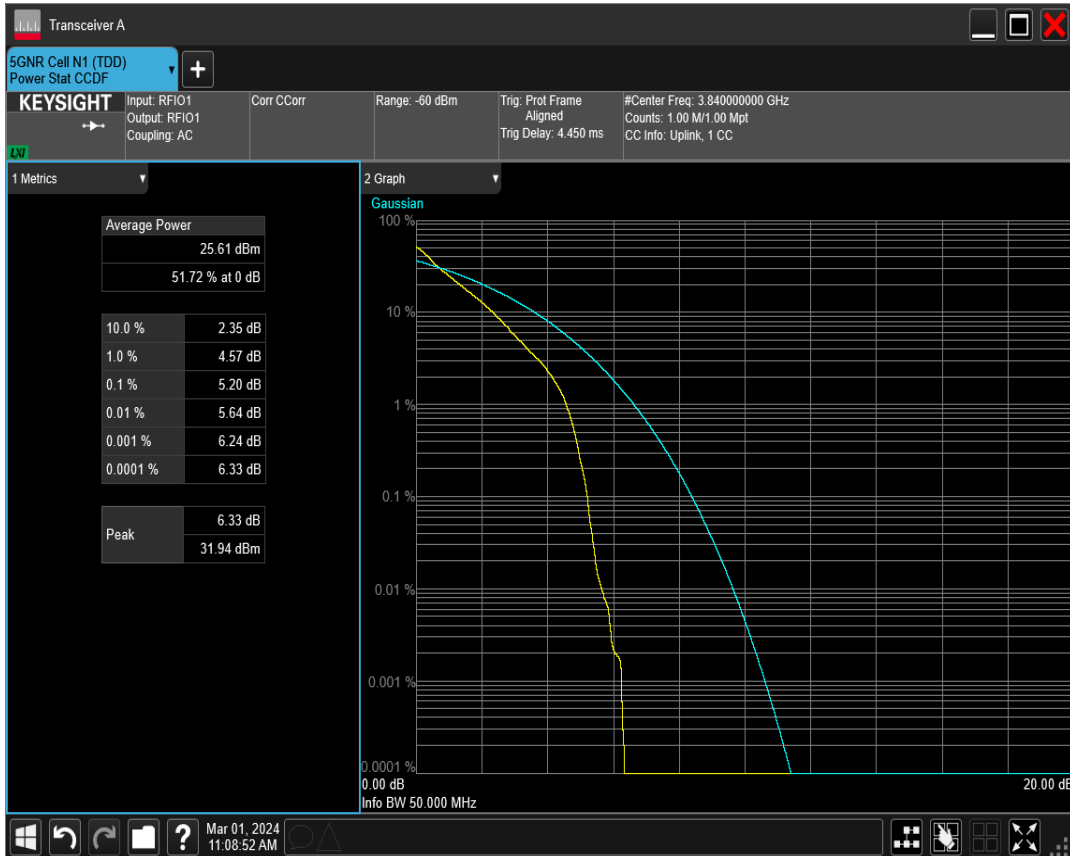 Transceiver A
5GNR Cell N1 (TDD)
Power Stat CCDF
+
KEYSIGHT
LXI
Input: RFIO1
Output: RFIO1
Coupling: AC
Corr CCorr
Range: -60 dBm
Trig: Prot Frame
Aligned
Trig Delay: 4.450 ms
#Center Freq: 3.840000000 GHz
Counts: 1.00 M/1.00 Mpt
CC Info: Uplink, 1 CC
1 Metrics
Average Power
25.61 dBm
51.72 % at 0 dB
10.0 % 2.35 dB
1.0 % 4.57 dB
0.1 % 5.20 dB
0.01 % 5.64 dB
0.001 % 6.24 dB
0.0001 % 6.33 dB
Peak
6.33 dB
31.94 dBm
2 Graph
Gaussian
100 %
10 %
1 %
0.1 %
0.01 %
0.001 %
0.0001 %
0.00 dB 20.00 dB
Info BW 50.000 MHz
?
Mar 01, 2024
11:08:52 AM